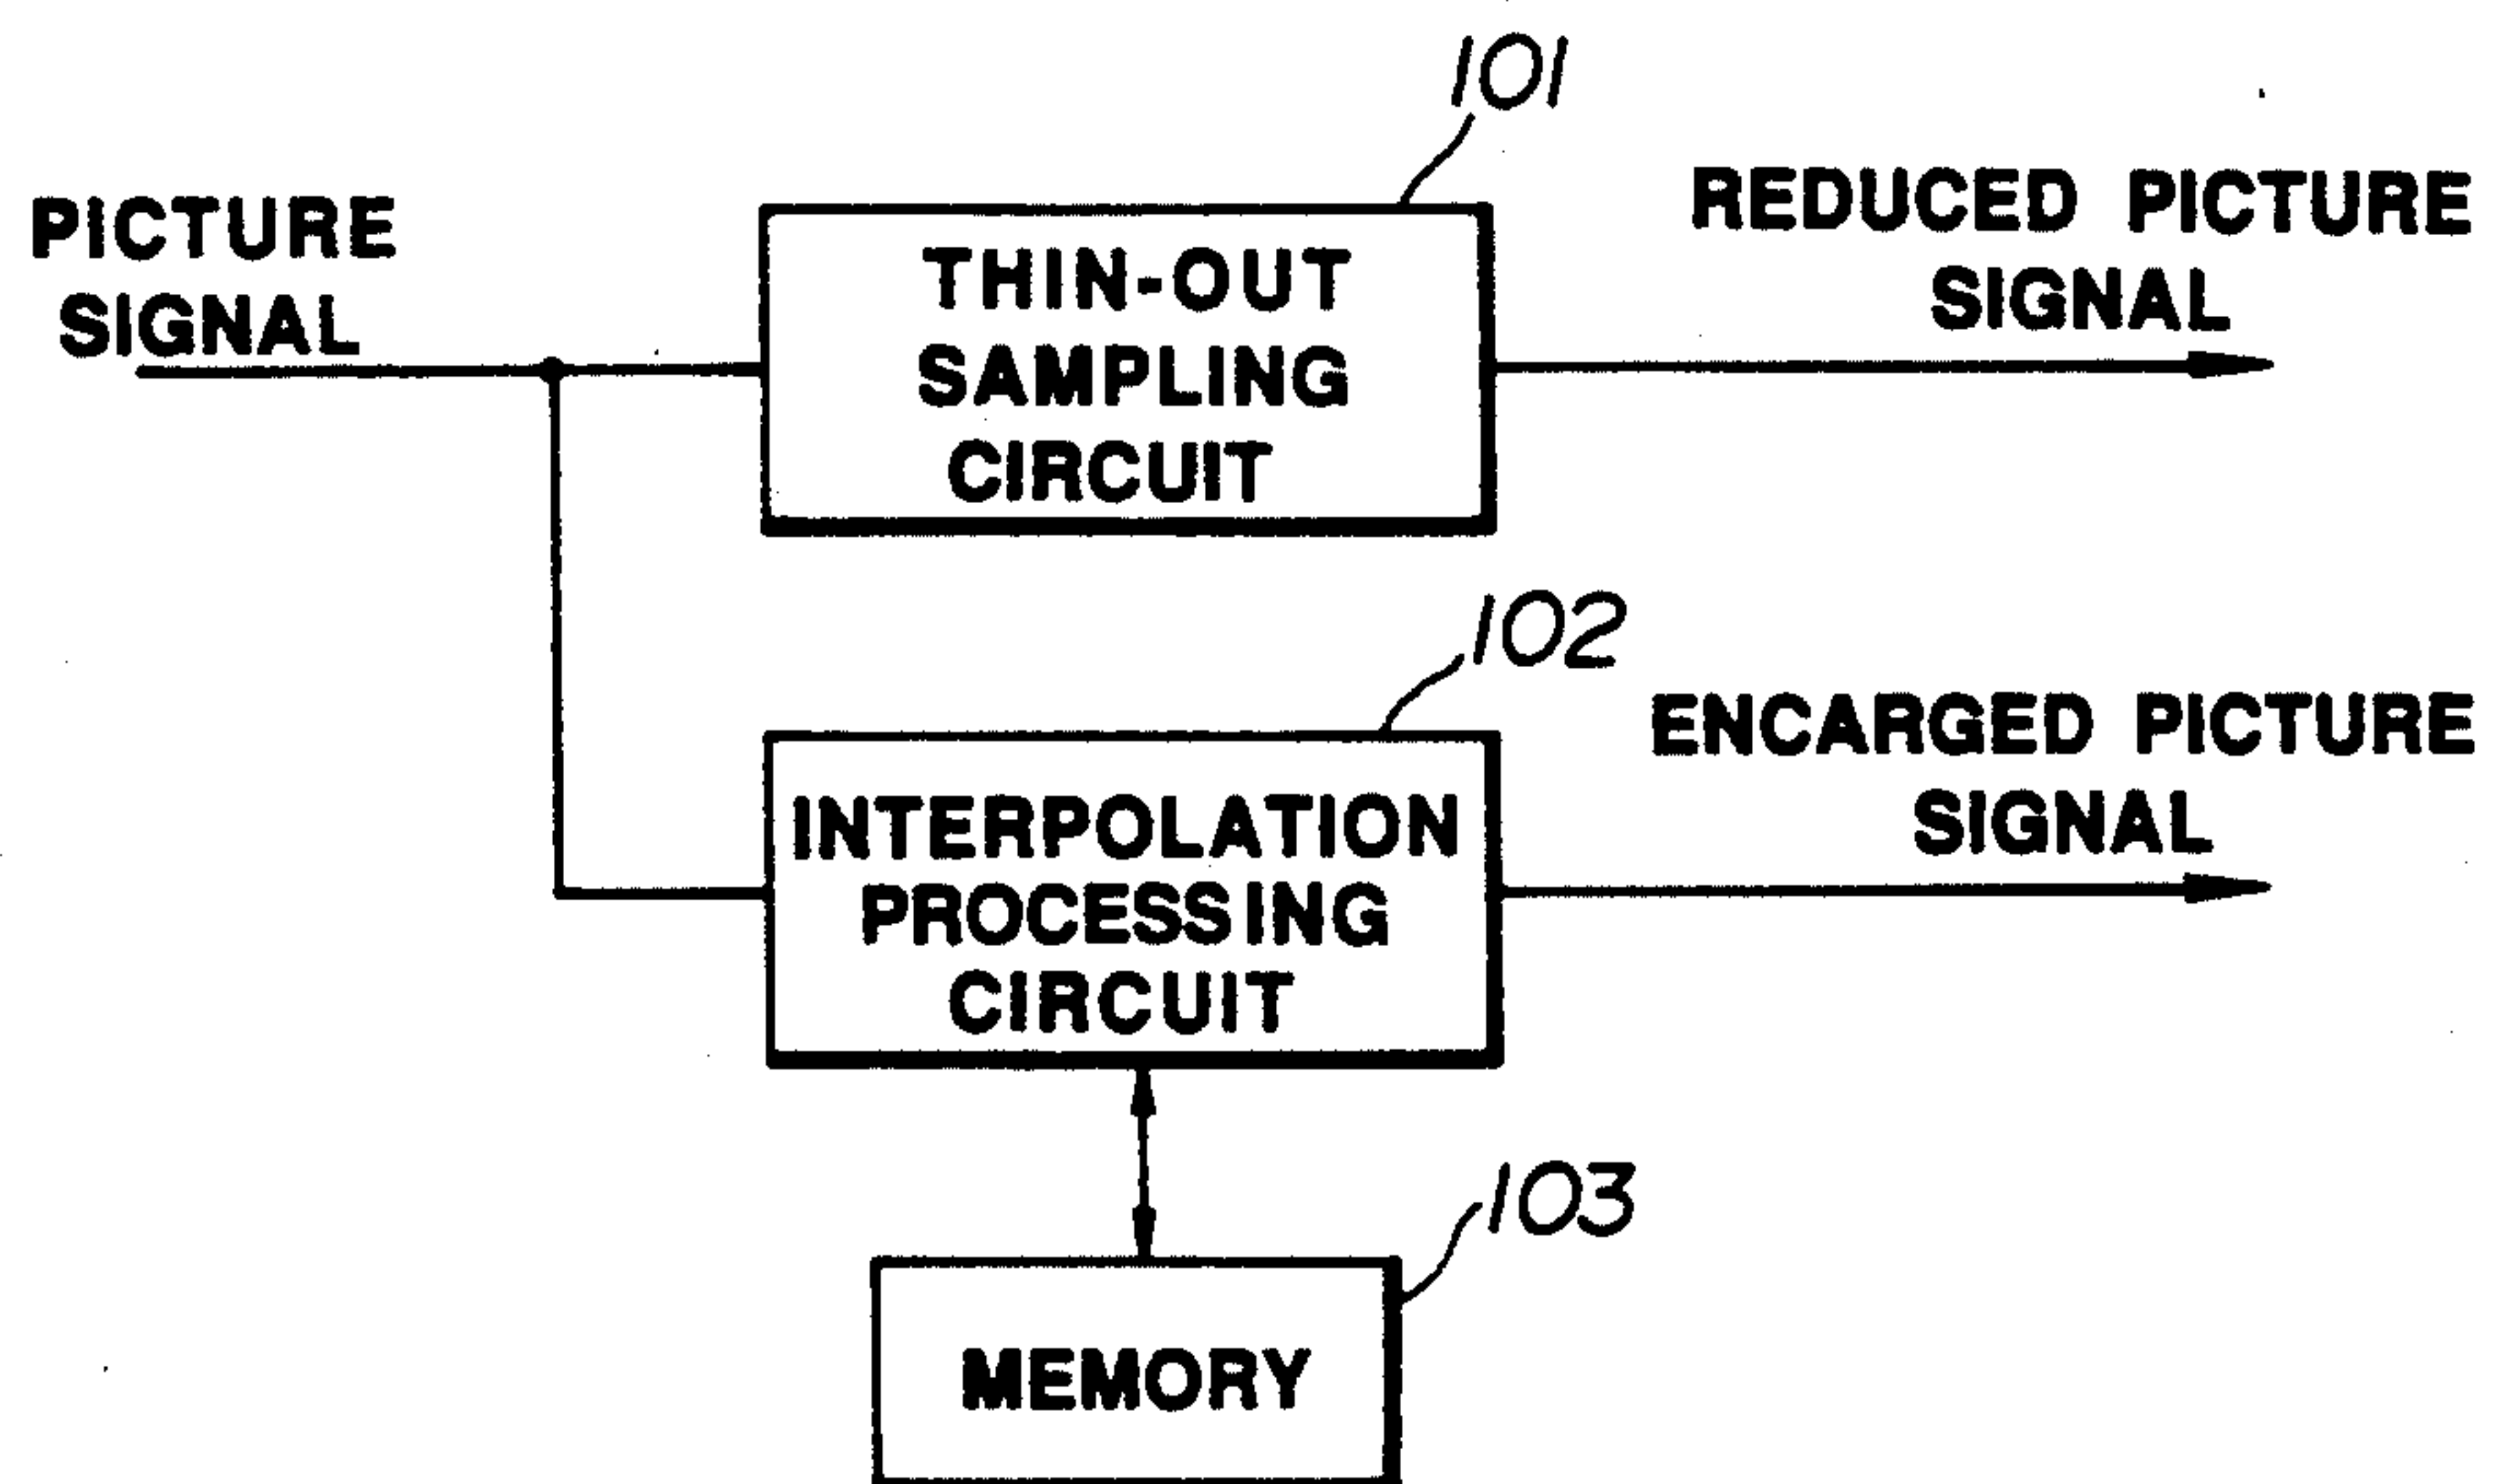 101
PICTURE
SIGNAL
THIN-OUT
SAMPLING
CIRCUIT
REDUCED PICTURE
SIGNAL
102
INTERPOLATION
PROCESSING
CIRCUIT
ENCARGED PICTURE
SIGNAL
103
MEMORY